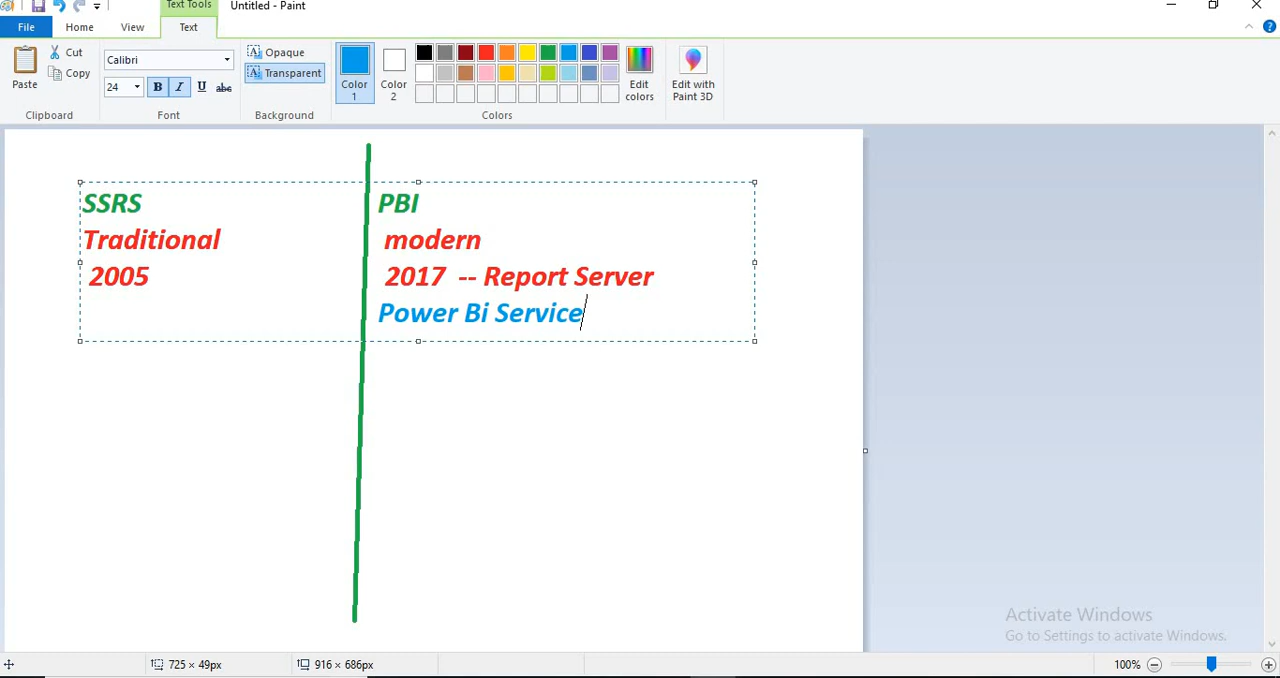 Text Tools
Untitled - Paint
File Home View Text
Paste
Cut
Copy
Calibri
24
B I U abc
Opaque
Transparent
Color 1
Color 2
Edit colors
Edit with Paint 3D
Clipboard Font Background Colors
SSRS PBI
Traditional modern
2005 2017 -- Report Server
Power Bi Service
Activate Windows
Go to Settings to activate Windows.
725 × 49px 916 × 686px 100%